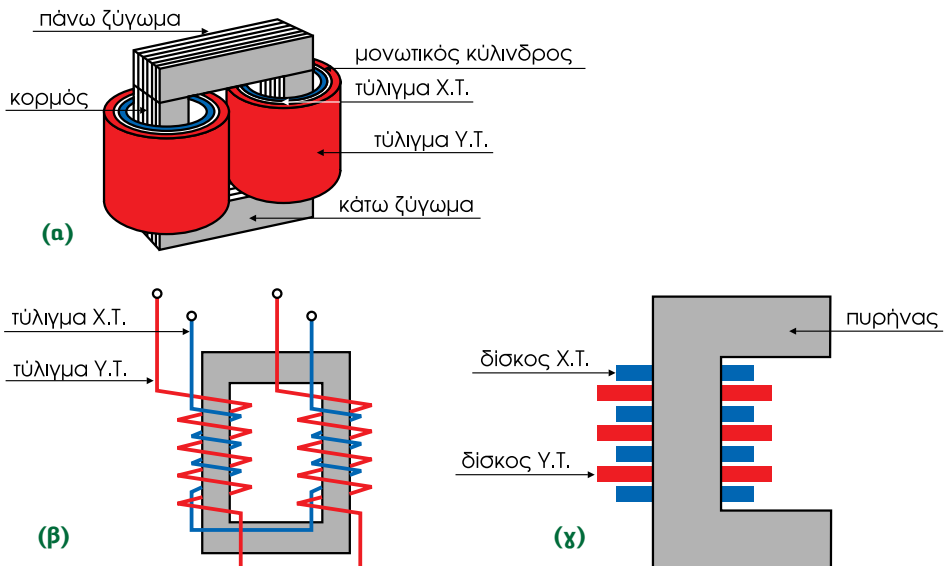 πάνω ζύγωμα
μονωτικός κύλινδρος
κορμός
τύλιγμα Χ.Τ.
τύλιγμα Υ.Τ.
κάτω ζύγωμα
(α)
τύλιγμα Χ.Τ.
τύλιγμα Υ.Τ.
(β)
πυρήνας
δίσκος Χ.Τ.
δίσκος Υ.Τ.
(γ)